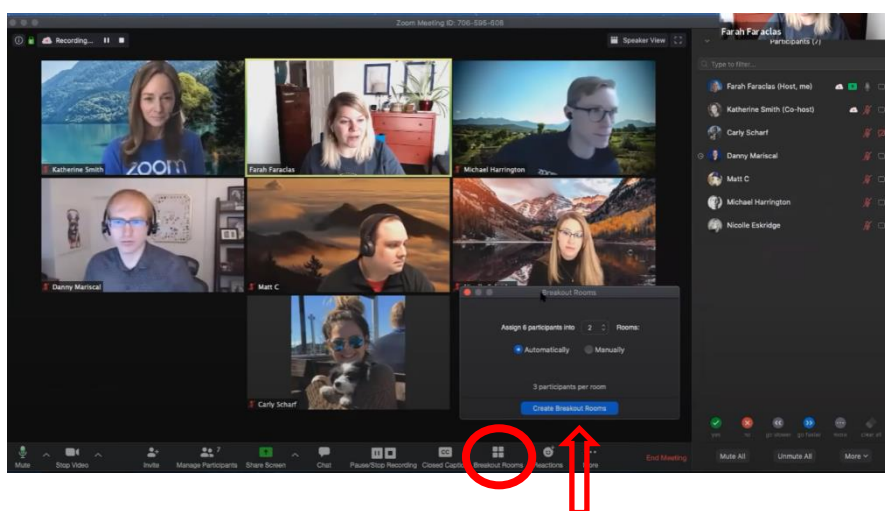 Zoom Meeting ID: 706-595-608
Farah Faraclas
Recording...
Speaker View
Participants (7)
Type to filter...
Farah Faraclas (Host, me)
Katherine Smith (Co-host)
Carly Scharf
Danny Mariscal
Matt C
Michael Harrington
Nicolle Eskridge
zoom
Katherine Smith
Farah Faraclas
Michael Harrington
Danny Mariscal
Matt C
Carly Scharf
Breakout Rooms
Assign 6 participants into 2 Rooms:
Automatically Manually
3 participants per room
Create Breakout Rooms
yes no go slower go faster more clear all
Mute Stop Video Invite Manage Participants 7 Share Screen Chat Pause/Stop Recording CC Closed Caption Breakout Rooms Reactions More End Meeting
Mute All Unmute All More